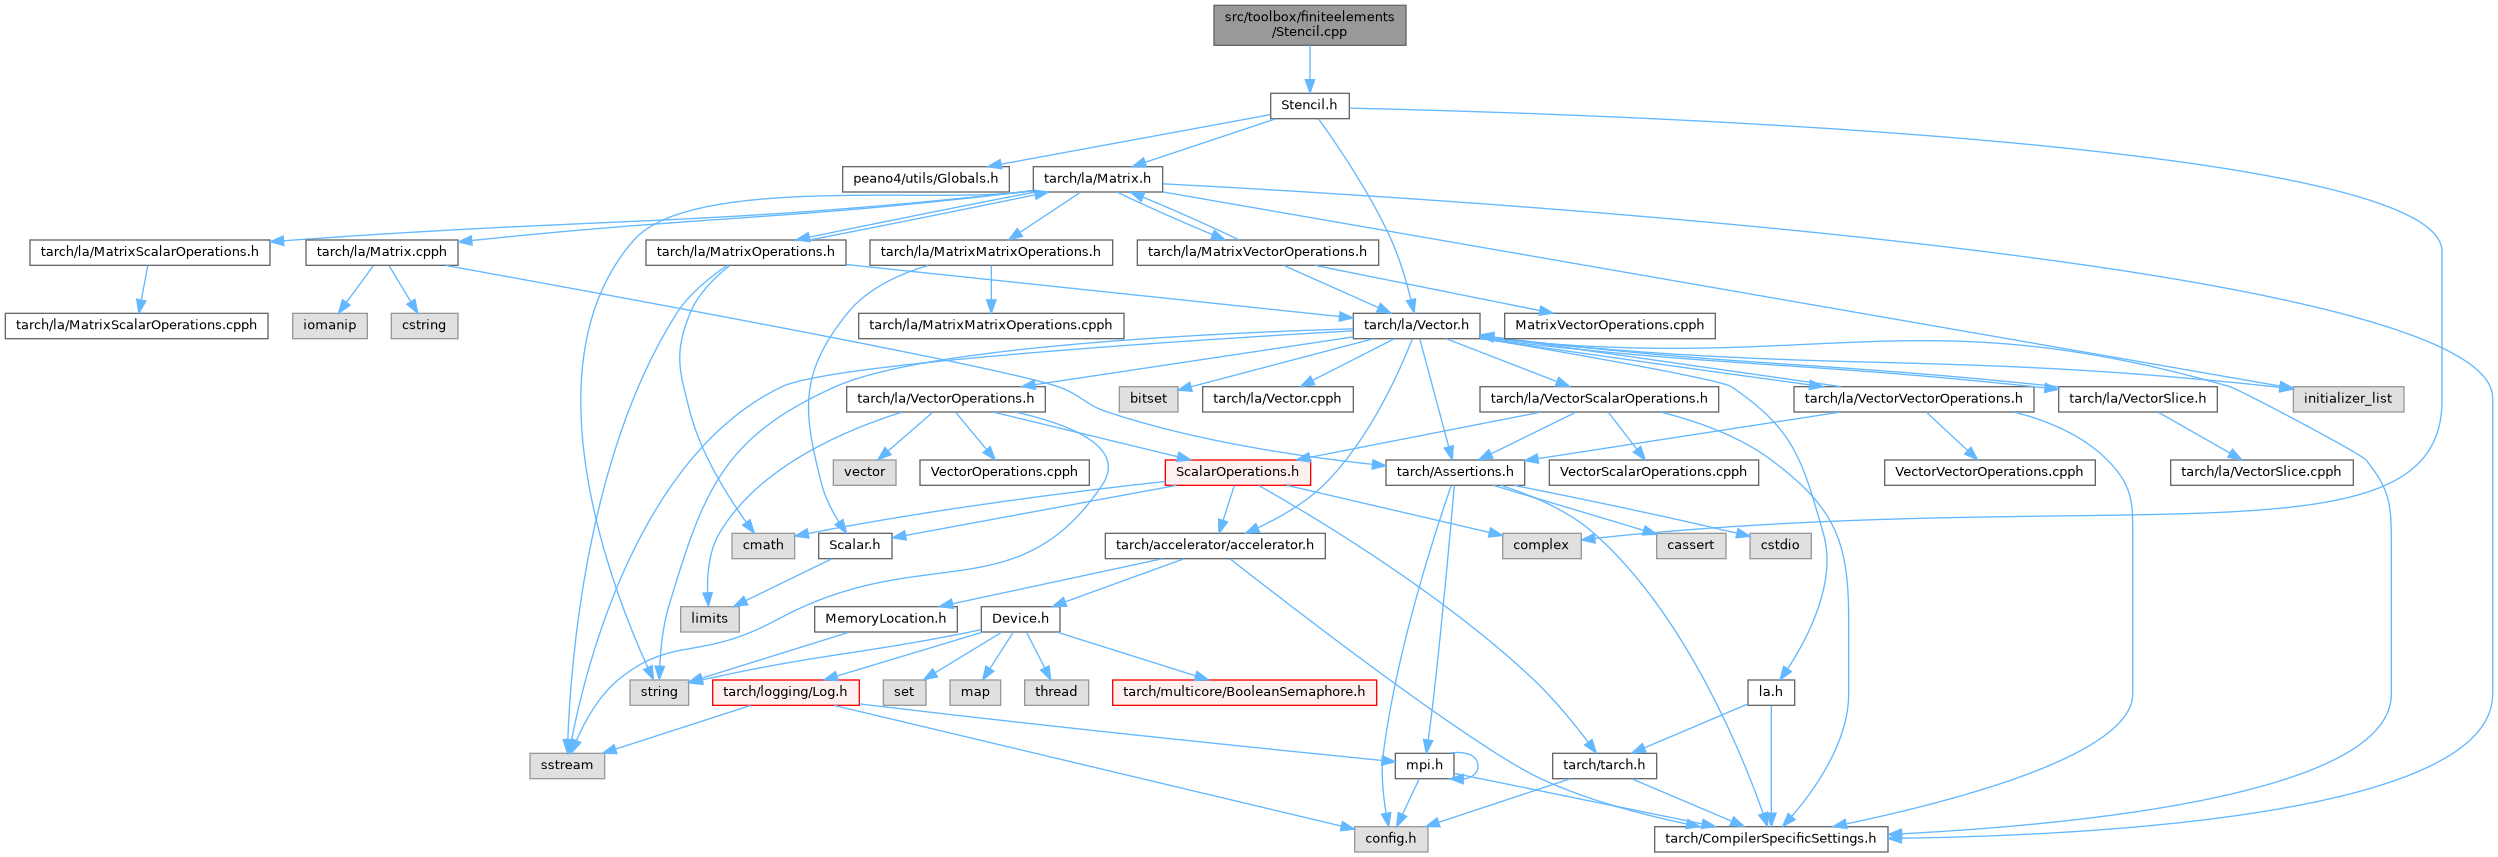 src/toolbox/finiteelements
/Stencil.cpp
Stencil.h
peano4/utils/Globals.h
tarch/la/Matrix.h
tarch/la/MatrixScalarOperations.h
tarch/la/Matrix.cpph
tarch/la/MatrixOperations.h
tarch/la/MatrixMatrixOperations.h
tarch/la/MatrixVectorOperations.h
tarch/la/MatrixScalarOperations.cpph
iomanip
cstring
tarch/la/MatrixMatrixOperations.cpph
tarch/la/Vector.h
MatrixVectorOperations.cpph
tarch/la/VectorOperations.h
bitset
tarch/la/Vector.cpph
tarch/la/VectorScalarOperations.h
tarch/la/VectorVectorOperations.h
tarch/la/VectorSlice.h
initializer_list
vector
VectorOperations.cpph
ScalarOperations.h
tarch/Assertions.h
VectorScalarOperations.cpph
VectorVectorOperations.cpph
tarch/la/VectorSlice.cpph
cmath
Scalar.h
tarch/accelerator/accelerator.h
complex
cassert
cstdio
limits
MemoryLocation.h
Device.h
string
tarch/logging/Log.h
set
map
thread
tarch/multicore/BooleanSemaphore.h
la.h
sstream
mpi.h
tarch/tarch.h
config.h
tarch/CompilerSpecificSettings.h